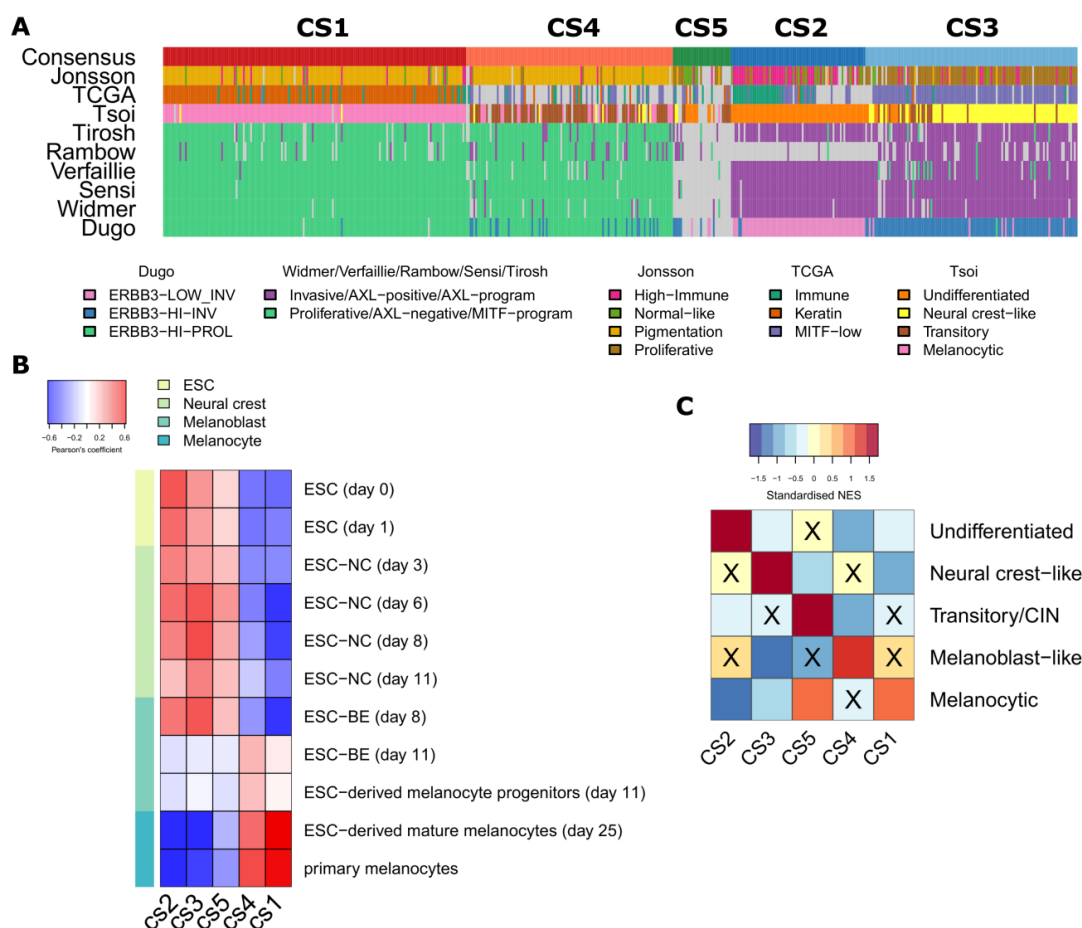 A
CS1 CS4 CS5 CS2 CS3
Consensus
Jonsson
TCGA
Tsoi
Tirosh
Rambow
Verfaillie
Sensi
Widmer
Dugo
Dugo
ERBB3-LOW_INV
ERBB3-HI-INV
ERBB3-HI-PROL
Widmer/Verfaillie/Rambow/Sensi/Tirosh
Invasive/AXL-positive/AXL-program
Proliferative/AXL-negative/MITF-program
Jonsson
High-Immune
Normal-like
Pigmentation
Proliferative
TCGA
Immune
Keratin
MITF-low
Tsoi
Undifferentiated
Neural crest-like
Transitory
Melanocytic
B
−0.6 −0.2 0.2 0.6
Pearson's coefficient
ESC
Neural crest
Melanoblast
Melanocyte
ESC (day 0)
ESC (day 1)
ESC−NC (day 3)
ESC−NC (day 6)
ESC−NC (day 8)
ESC−NC (day 11)
ESC−BE (day 8)
ESC−BE (day 11)
ESC−derived melanocyte progenitors (day 11)
ESC−derived mature melanocytes (day 25)
primary melanocytes
CS2 CS3 CS5 CS4 CS1
C
−1.5 −1 −0.5 0 0.5 1 1.5
Standardised NES
X Undifferentiated
X X Neural crest−like
X X Transitory/CIN
X X X Melanoblast−like
X Melanocytic
CS2 CS3 CS5 CS4 CS1